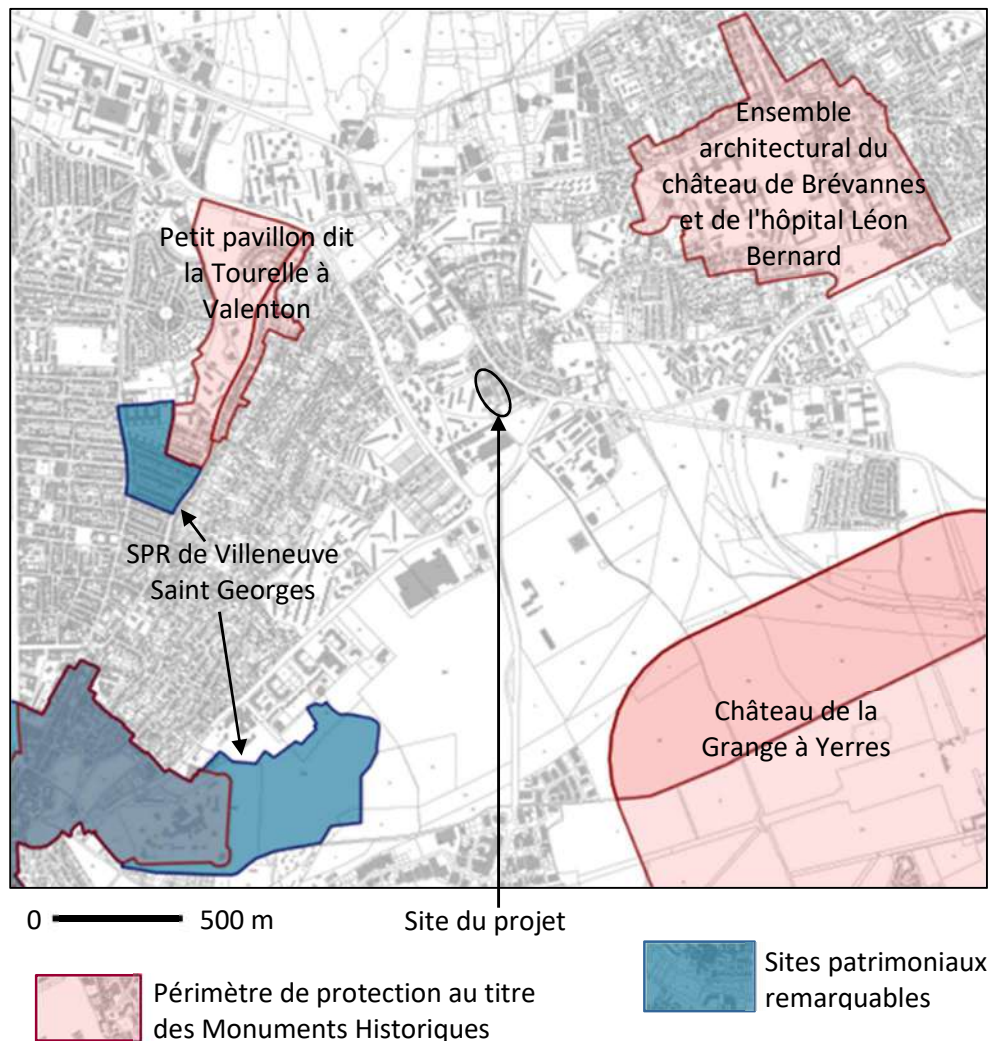 Ensemble
architectural du
château de Brévannes
et de l'hôpital Léon
Bernard
Petit pavillon dit
la Tourelle à
Valenton
SPR de Villeneuve
Saint Georges
Château de la
Grange à Yerres
0 500 m
Site du projet
Périmètre de protection au titre
des Monuments Historiques
Sites patrimoniaux
remarquables